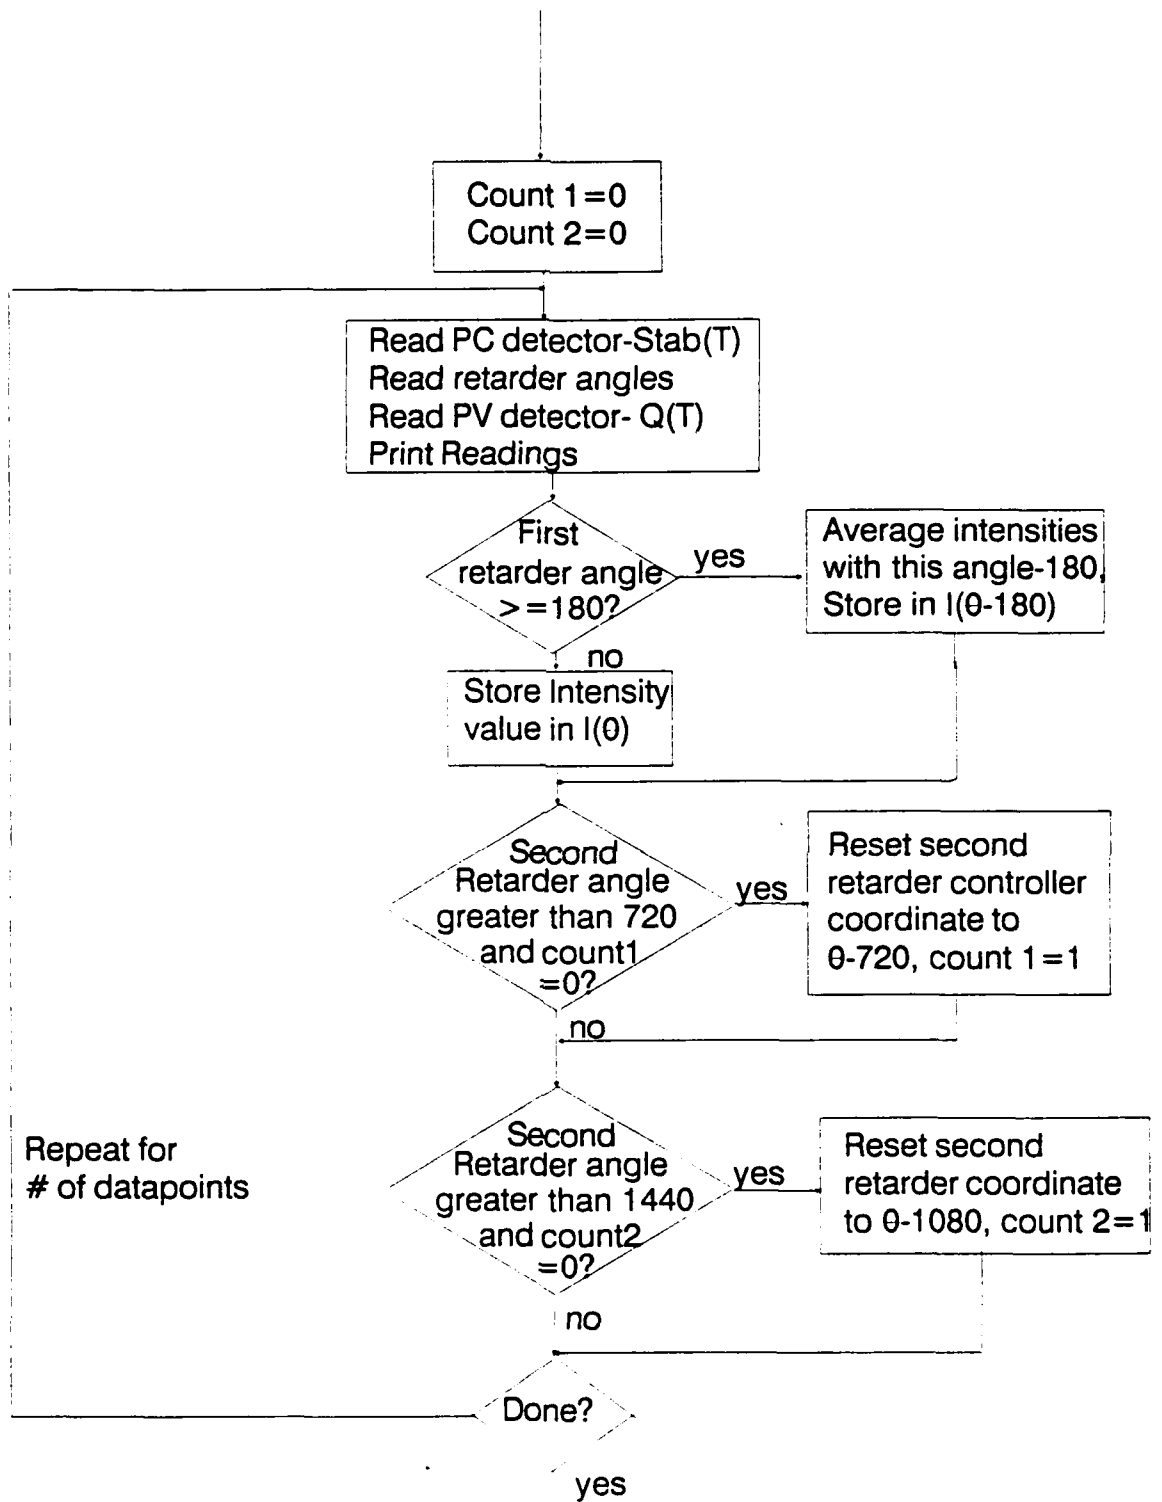 Count 1=0
Count 2=0
Read PC detector-Stab(T)
Read retarder angles
Read PV detector- Q(T)
Print Readings
First
retarder angle
>=180?
yes
Average intensities
with this angle-180.
Store in I(θ-180)
no
Store Intensity
value in I(θ)
Second
Retarder angle
greater than 720
and count1
=0?
yes
Reset second
retarder controller
coordinate to
θ-720, count 1=1
no
Second
Retarder angle
greater than 1440
and count2
=0?
yes
Reset second
retarder coordinate
to θ-1080, count 2=1
Repeat for
# of datapoints
no
Done?
yes